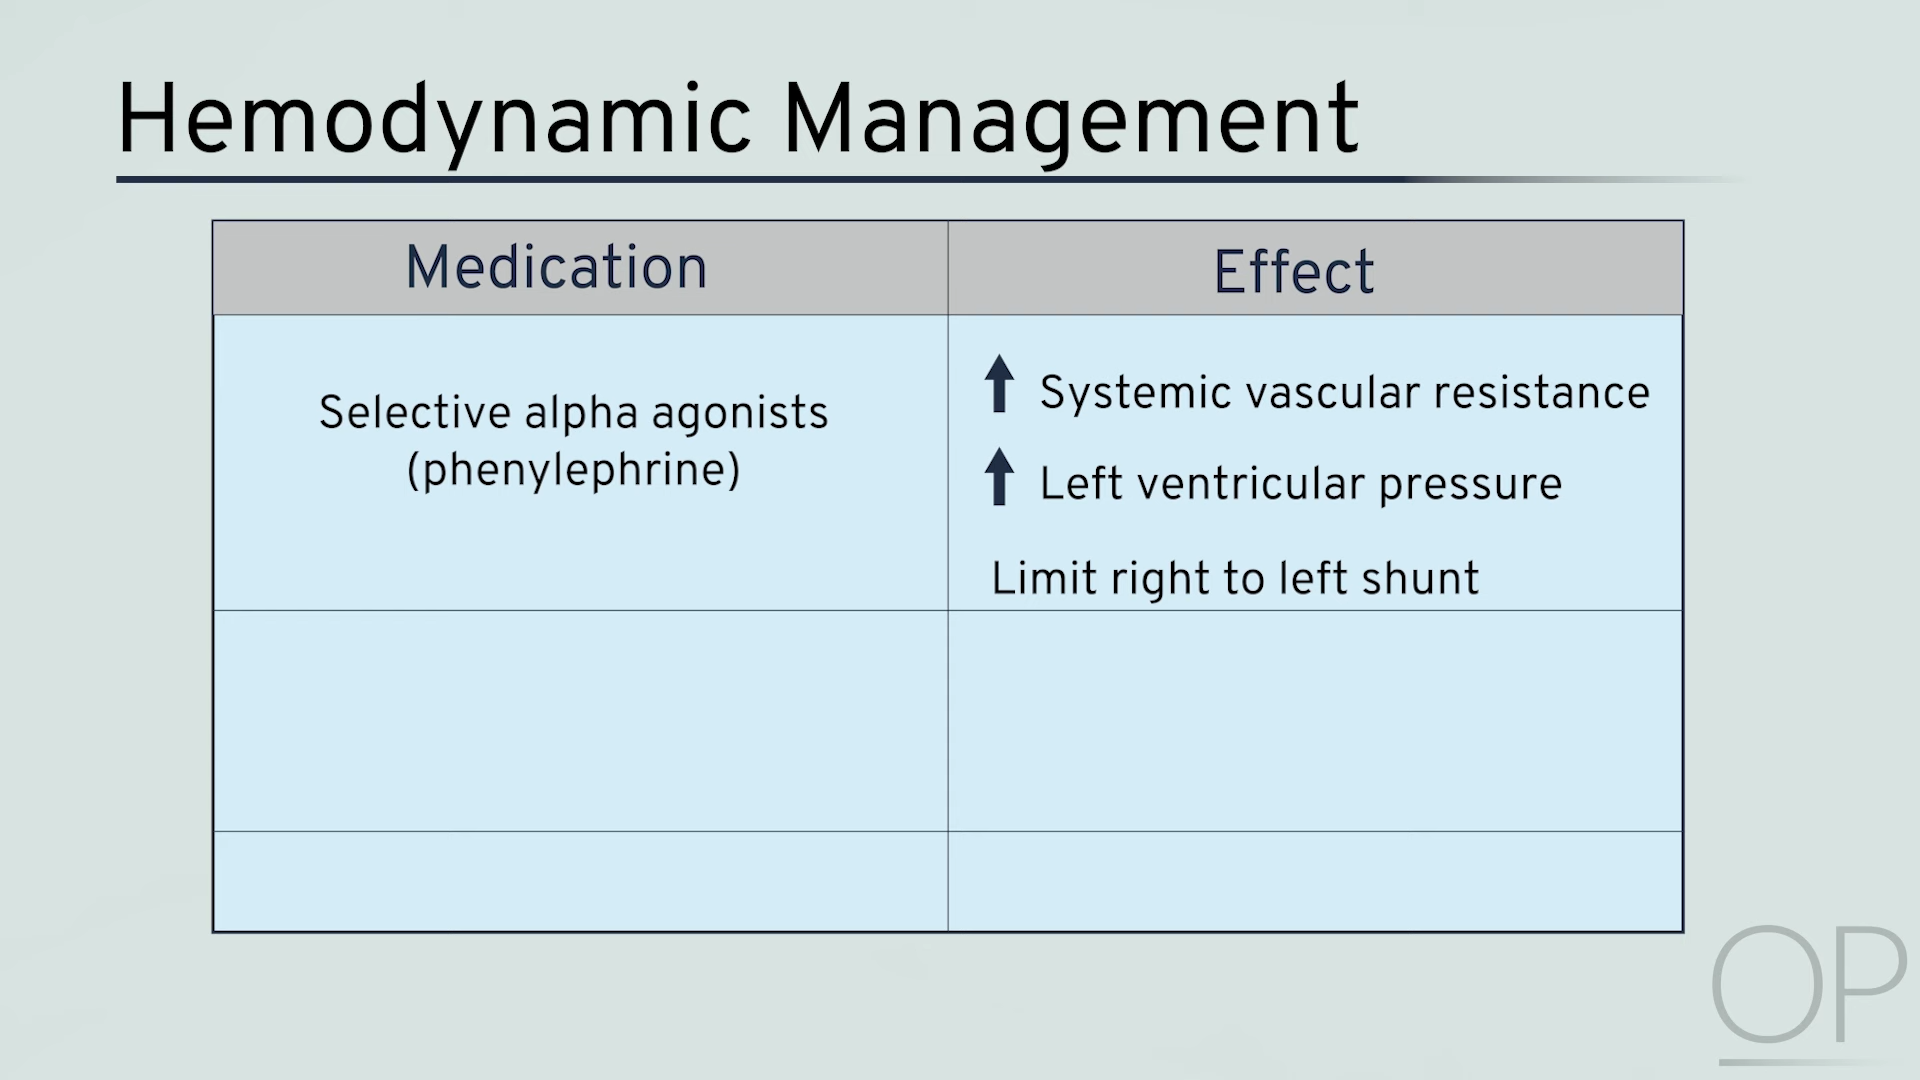 Hemodynamic Management
Medication
Effect
Selective alpha agonists
(phenylephrine)
Systemic vascular resistance
Left ventricular pressure
Limit right to left shunt
OP